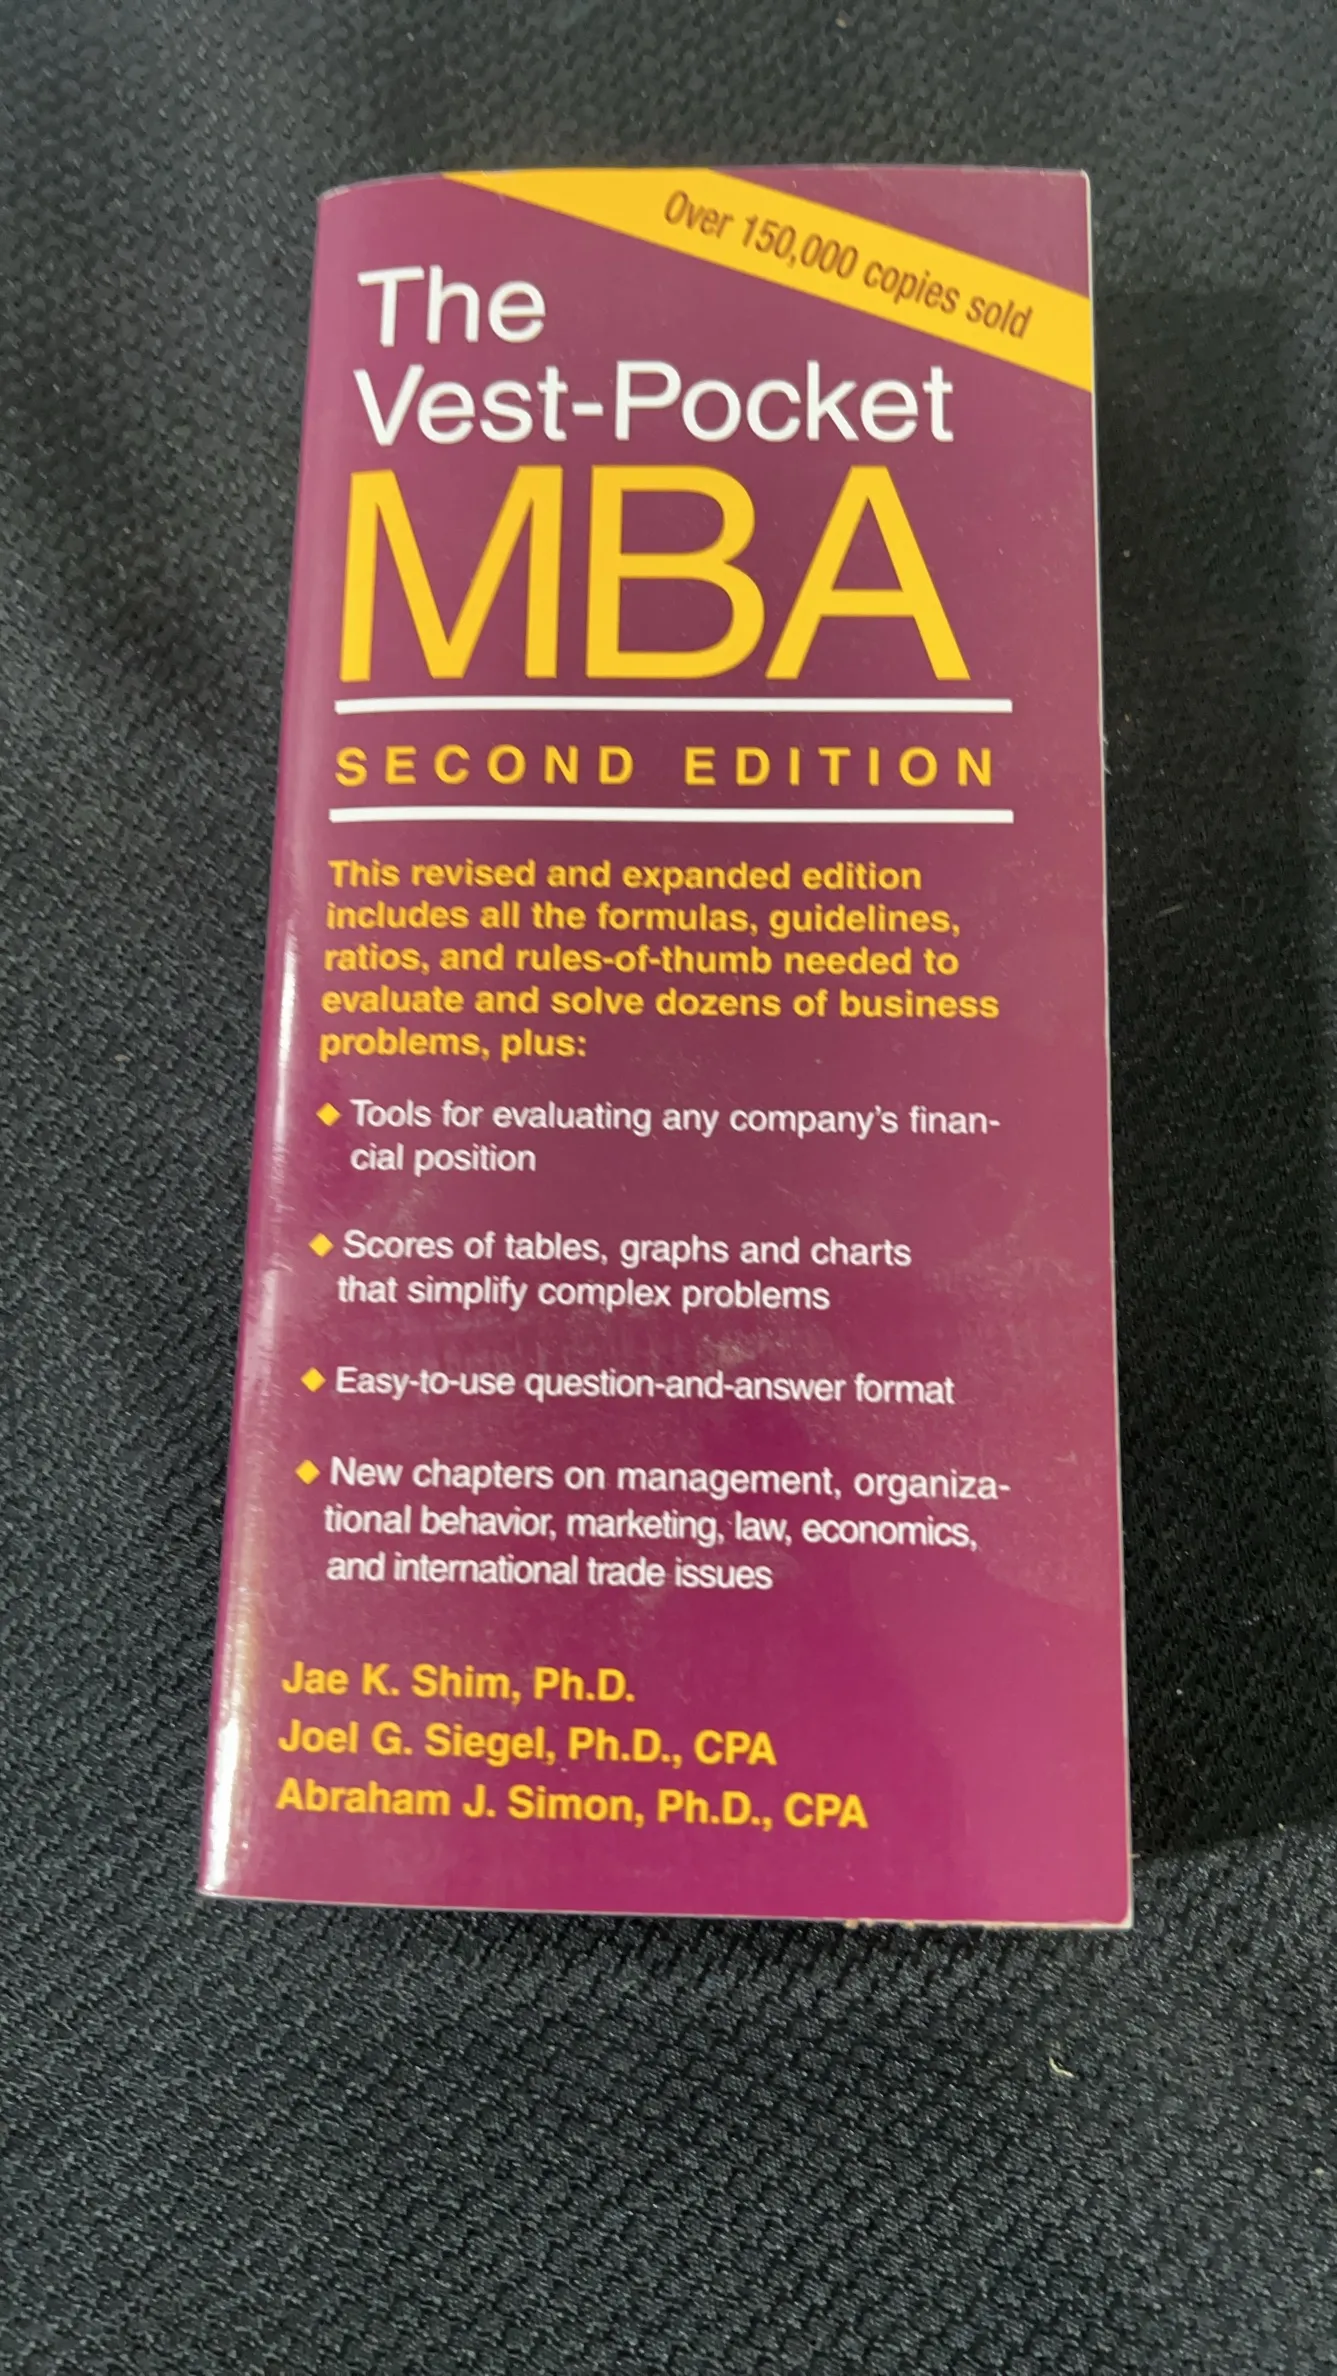 Over 150,000 copies sold
The
Vest-Pocket
MBA
SECOND EDITION
This revised and expanded edition
includes all the formulas, guidelines,
ratios, and rules-of-thumb needed to
evaluate and solve dozens of business
problems, plus:
◆ Tools for evaluating any company's finan-
cial position
◆ Scores of tables, graphs and charts
that simplify complex problems
◆ Easy-to-use question-and-answer format
◆ New chapters on management, organiza-
tional behavior, marketing, law, economics,
and international trade issues
Jae K. Shim, Ph.D.
Joel G. Siegel, Ph.D., CPA
Abraham J. Simon, Ph.D., CPA